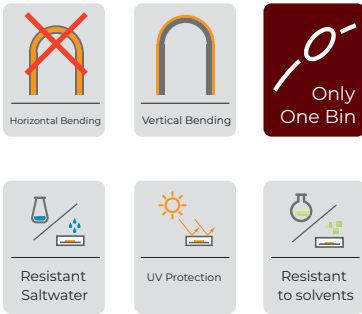 Horizontal Bending
Vertical Bending
Only
One Bin
Resistant
Saltwater
UV Protection
Resistant
to solvents